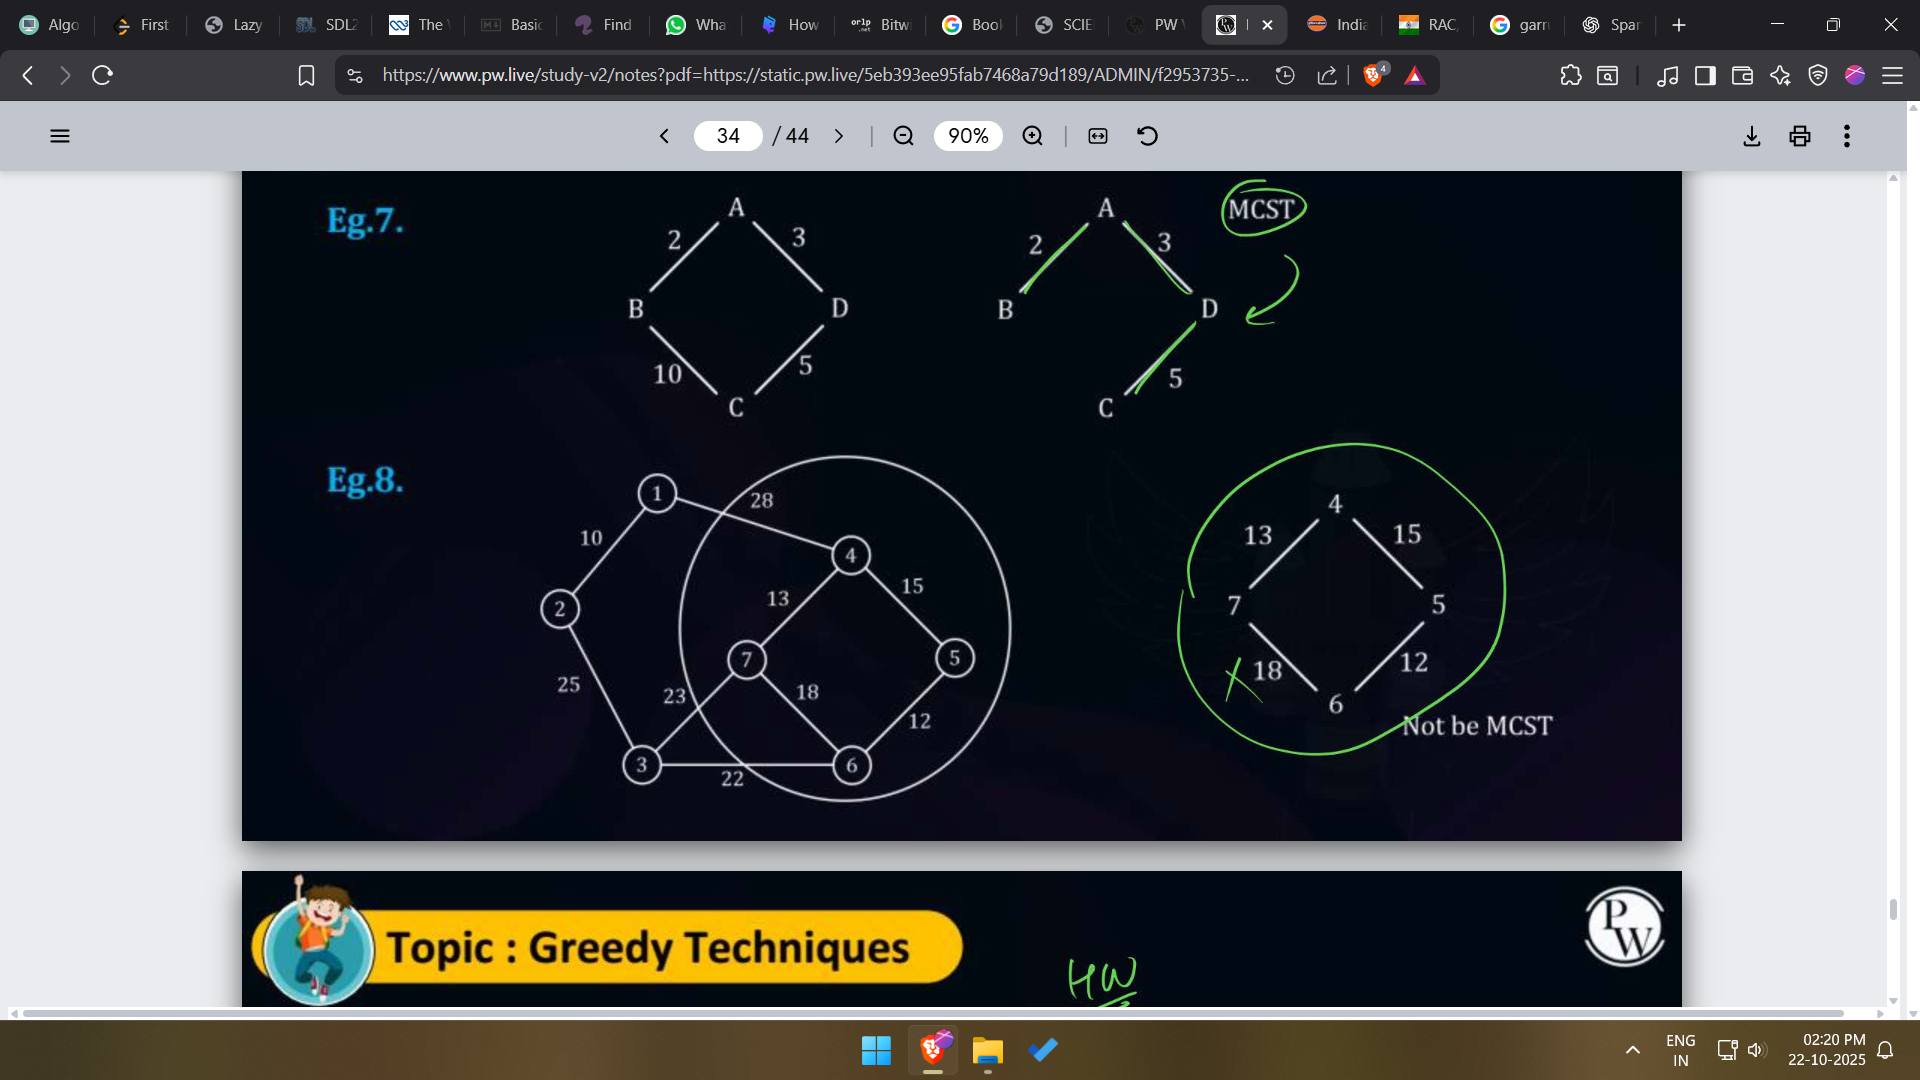 Algo
First
Lazy
SDL2
The
Basic
Find
Wha
How
Bitw
Bool
SCIE
PW
India
RAC,
garr
Spar
https://www.pw.live/study-v2/notes?pdf=https://static.pw.live/5eb393ee95fab7468a79d189/ADMIN/f2953735-...
4
34 / 44
90%
Eg.7.
A
2
3
B
D
10
5
C
A
2
3
B
D
5
C
MCST
Eg.8.
1
28
10
4
13
15
2
7
5
25
23
18
12
3
22
6
4
13
15
7
5
X
18
12
6
Not be MCST
Topic : Greedy Techniques
PW
HW
ENG
IN
02:20 PM
22-10-2025